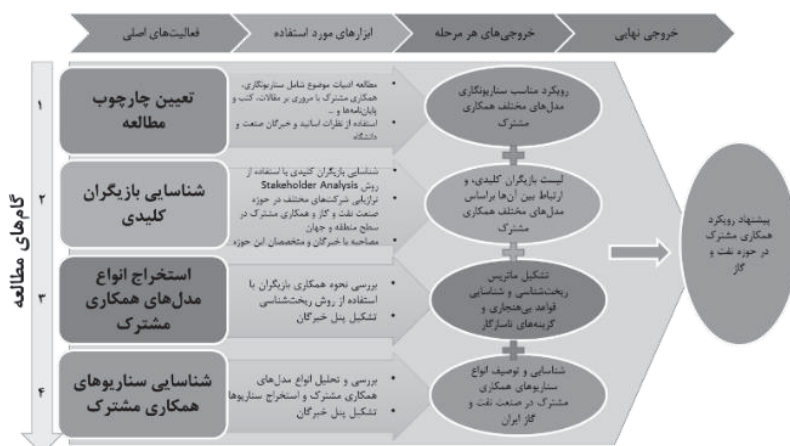 فعالیت‌های اصلی
ابزارهای مورد استفاده
خروجی‌های هر مرحله
خروجی نهایی
گام‌های مطالعه
۱
تعیین چارچوب
مطالعه
مطالعه ادبیات موضوع شامل سناریونگاری،
همکاری مشترک با مروری بر مقالات، کتب و
پایان‌نامه‌ها و ...
استفاده از نظرات اساتید و خبرگان صنعت و
دانشگاه
رویکرد مناسب سناریونگاری
مدل‌های مختلف همکاری
مشترک
۲
شناسایی بازیگران
کلیدی
شناسایی بازیگران کلیدی با استفاده از
روش Stakeholder Analysis
ترازیابی شرکت‌های مختلف در حوزه
صنعت نفت و گاز و همکاری مشترک در
سطح منطقه و جهان
مصاحبه با خبرگان و متخصصان این حوزه
لیست بازیگران کلیدی، و
ارتباط بین آن‌ها براساس
مدل‌های مختلف همکاری
مشترک
۳
استخراج انواع
مدل‌های همکاری
مشترک
بررسی نحوه همکاری بازیگران با
استفاده از روش ریخت‌شناسی
تشکیل پنل خبرگان
تشکیل ماتریس
ریخت‌شناسی و شناسایی
قواعد بی‌هنجاری و
گزینه‌های ناسازگار
۴
شناسایی سناریوهای
همکاری مشترک
بررسی و تحلیل انواع مدل‌های
همکاری مشترک و استخراج سناریوها
تشکیل پنل خبرگان
شناسایی و توصیف انواع
سناریوهای همکاری
مشترک در صنعت نفت و
گاز ایران
پیشنهاد رویکرد
همکاری مشترک
در حوزه نفت و
گاز